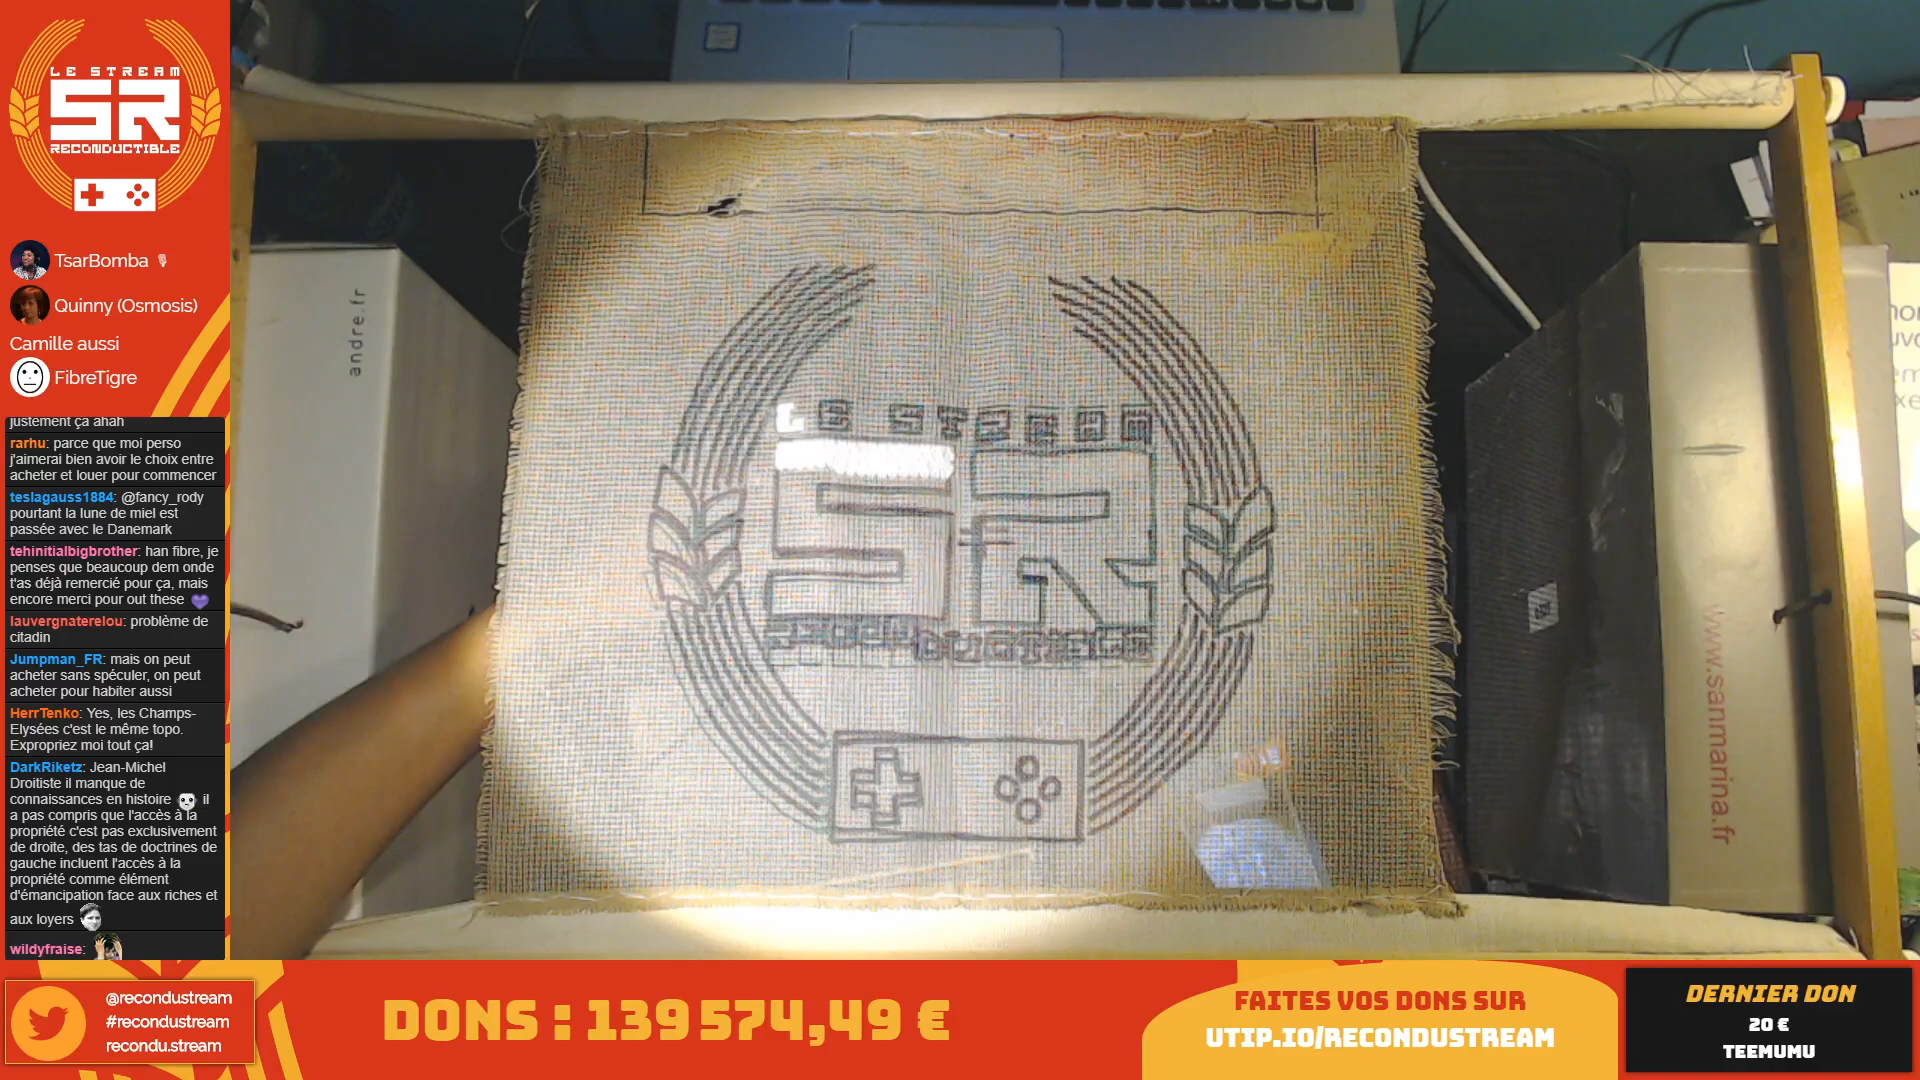 LE STREAM
SR
RECONDUCTIBLE
TsarBomba
Quinny (Osmosis)
Camille aussi
FibreTigre
justement ça ahah
rarhu: parce que moi perso
j'aimerai bien avoir le choix entre
acheter et louer pour commencer
teslagauss1884: @fancy_rody
pourtant la lune de miel est
passée avec le Danemark
tehinitialbigbrother: han fibre, je
penses que beaucoup dem onde
t'as déjà remercié pour ça, mais
encore merci pour out these
lauvergnaterelou: problème de
citadin
Jumpman_FR: mais on peut
acheter sans spéculer, on peut
acheter pour habiter aussi
HerrTenko: Yes, les Champs-
Elysées c'est le même topo.
Expropriez moi tout ça!
DarkRiketz: Jean-Michel
Droitiste il manque de
connaissances en histoire il
a pas compris que l'accès à la
propriété c'est pas exclusivement
de droite, des tas de doctrines de
gauche incluent l'accès à la
propriété comme élément
d'émancipation face aux riches et
aux loyers
wildyfraise:
andre.fr
LE STREAM
SR
RECONDUCTIBLE
www.sanmarina.fr
@recondustream
#recondustream
recondu.stream
DONS : 139 574,49 €
FAITES VOS DONS SUR
UTIP.IO/RECONDUSTREAM
DERNIER DON
20 €
TEEMUMU